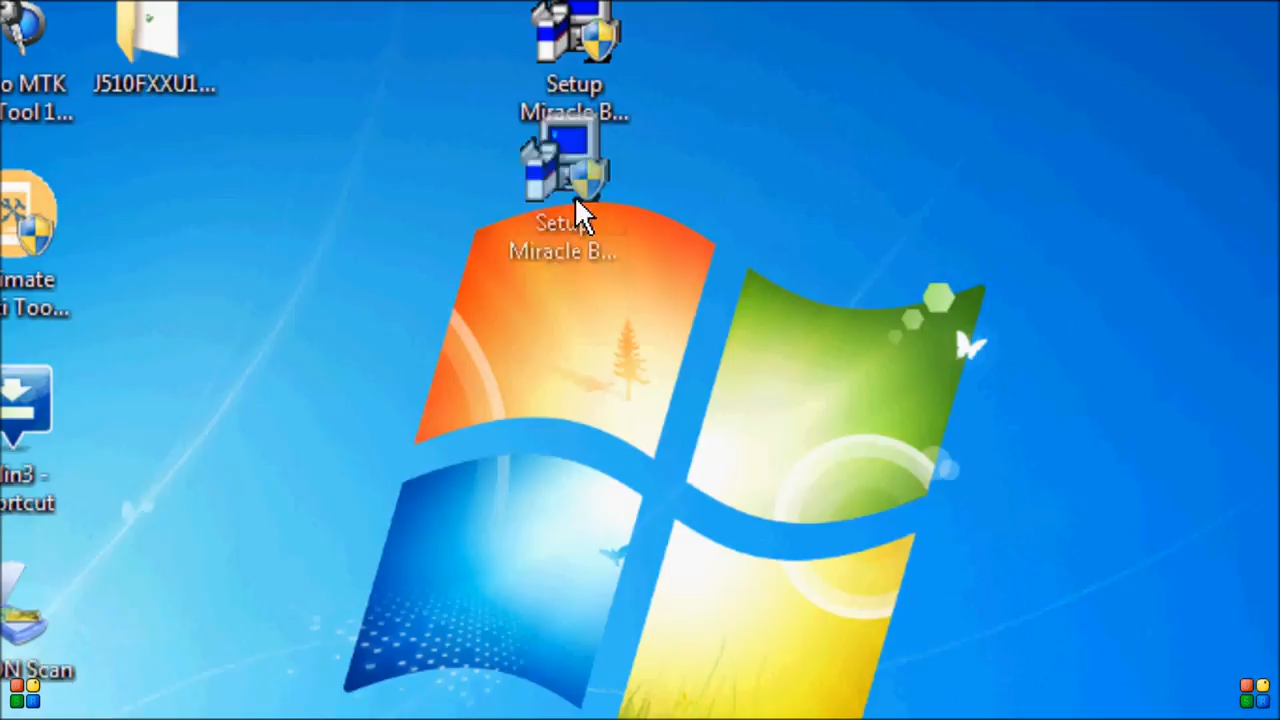 o MTK
Tool 1...
J510FXXU1...
Setup
Miracle B...
Setup
Miracle B...
imate
i Too...
in3 -
ortcut
N Scan